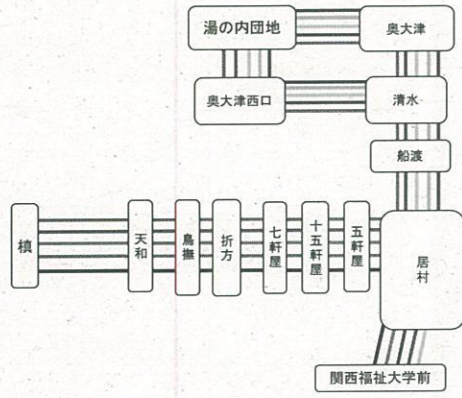 湯の内団地
奥大津
奥大津西口
清水
船渡
槙
天和
鳥撫
折方
七軒屋
十五軒屋
五軒屋
居村
関西福祉大学前